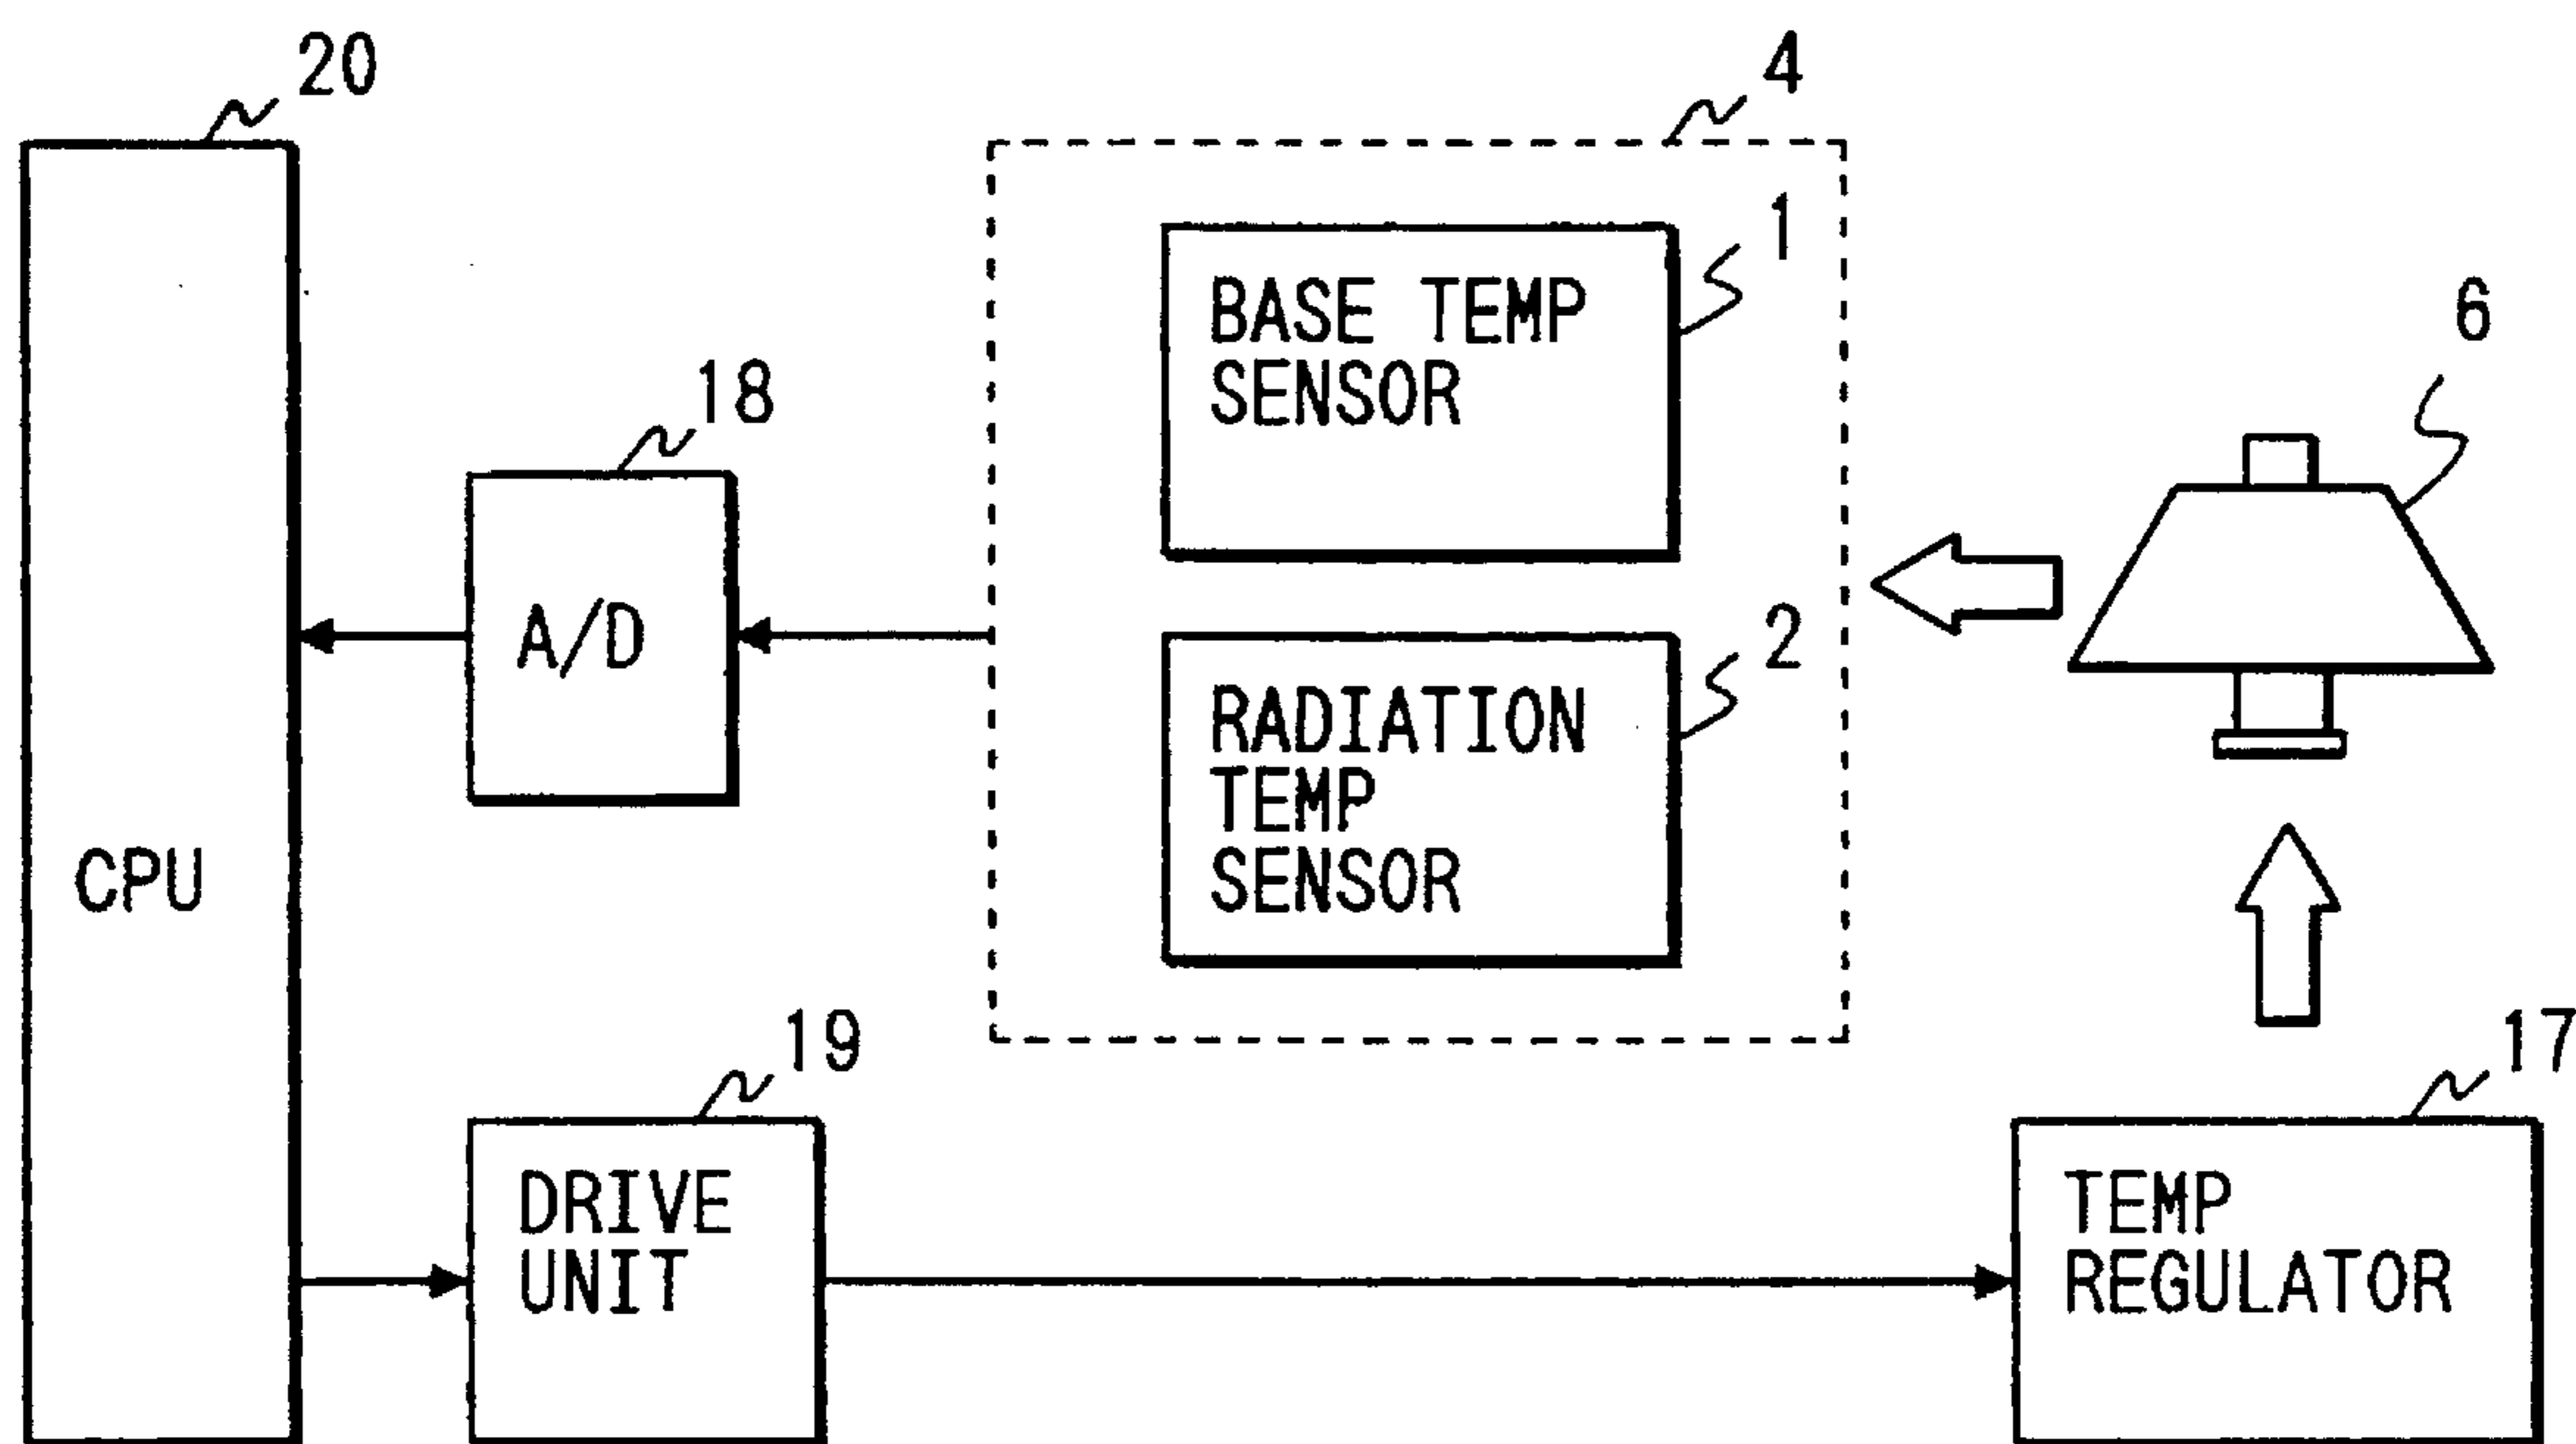 20
4
1
BASE TEMP
SENSOR
6
18
A/D
2
RADIATION
TEMP
SENSOR
CPU
19
17
DRIVE
UNIT
TEMP
REGULATOR